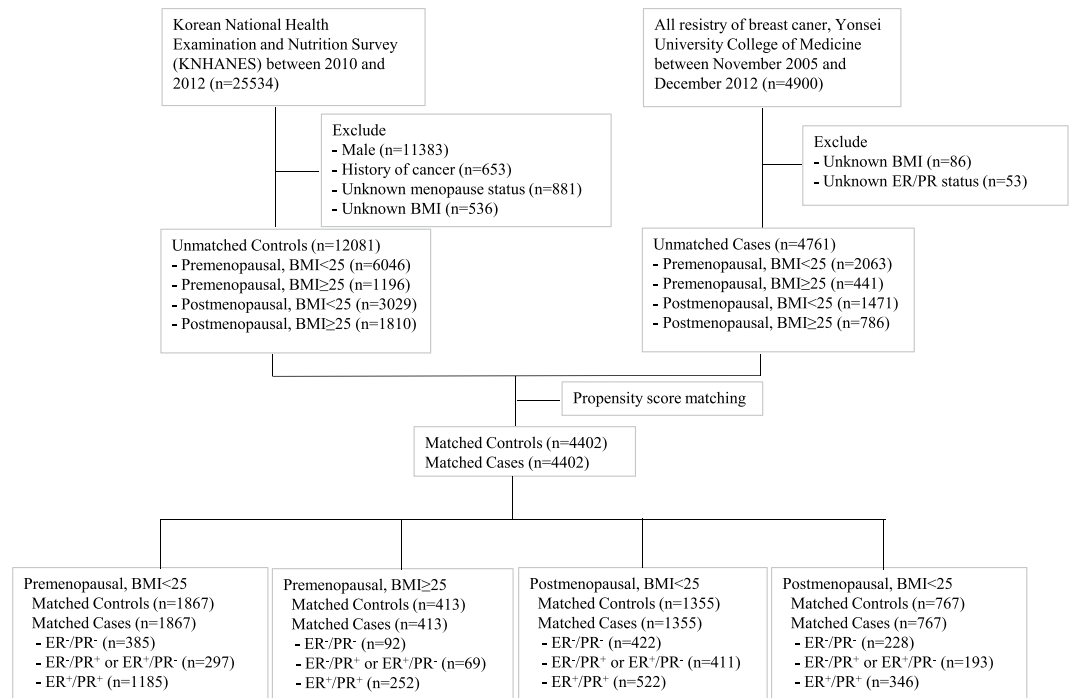 Korean National Health
Examination and Nutrition Survey
(KNHANES) between 2010 and
2012 (n=25534)
All resistry of breast caner, Yonsei
University College of Medicine
between November 2005 and
December 2012 (n=4900)
Exclude
- Male (n=11383)
- History of cancer (n=653)
- Unknown menopause status (n=881)
- Unknown BMI (n=536)
Exclude
- Unknown BMI (n=86)
- Unknown ER/PR status (n=53)
Unmatched Controls (n=12081)
- Premenopausal, BMI<25 (n=6046)
- Premenopausal, BMI≥25 (n=1196)
- Postmenopausal, BMI<25 (n=3029)
- Postmenopausal, BMI≥25 (n=1810)
Unmatched Cases (n=4761)
- Premenopausal, BMI<25 (n=2063)
- Premenopausal, BMI≥25 (n=441)
- Postmenopausal, BMI<25 (n=1471)
- Postmenopausal, BMI≥25 (n=786)
Propensity score matching
Matched Controls (n=4402)
Matched Cases (n=4402)
Premenopausal, BMI<25
Matched Controls (n=1867)
Matched Cases (n=1867)
- ER⁻/PR⁻ (n=385)
- ER⁻/PR⁺ or ER⁺/PR⁻ (n=297)
- ER⁺/PR⁺ (n=1185)
Premenopausal, BMI≥25
Matched Controls (n=413)
Matched Cases (n=413)
- ER⁻/PR⁻ (n=92)
- ER⁻/PR⁺ or ER⁺/PR⁻ (n=69)
- ER⁺/PR⁺ (n=252)
Postmenopausal, BMI<25
Matched Controls (n=1355)
Matched Cases (n=1355)
- ER⁻/PR⁻ (n=422)
- ER⁻/PR⁺ or ER⁺/PR⁻ (n=411)
- ER⁺/PR⁺ (n=522)
Postmenopausal, BMI<25
Matched Controls (n=767)
Matched Cases (n=767)
- ER⁻/PR⁻ (n=228)
- ER⁻/PR⁺ or ER⁺/PR⁻ (n=193)
- ER⁺/PR⁺ (n=346)